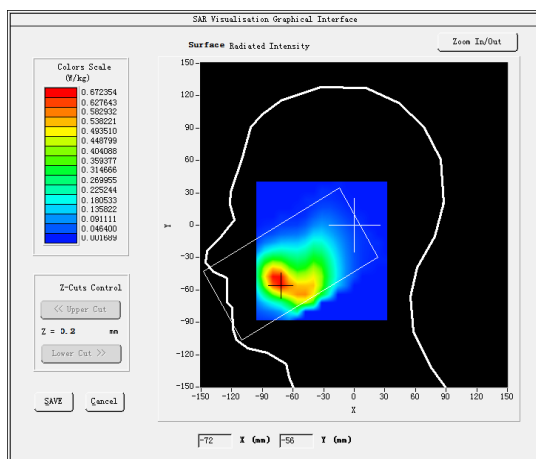 SAR Visualisation Graphical Interface
Surface Radiated Intensity
Zoom In/Out
Colors Scale
(W/kg)
0.672354
0.627643
0.582932
0.538221
0.493510
0.448800
0.404088
0.359377
0.314666
0.269955
0.225244
0.180533
0.135822
0.091111
0.046400
0.001689
150
120
90
60
30
0
-30
-60
-90
-120
-150
Y
-150 -120 -90 -60 -30 0 30 60 90 120 150
X
Z-Cuts Control
<< Upper Cut
Z = 0.2 mm
Lower Cut >>
SAVE Cancel
-72 X (mm) -56 Y (mm)